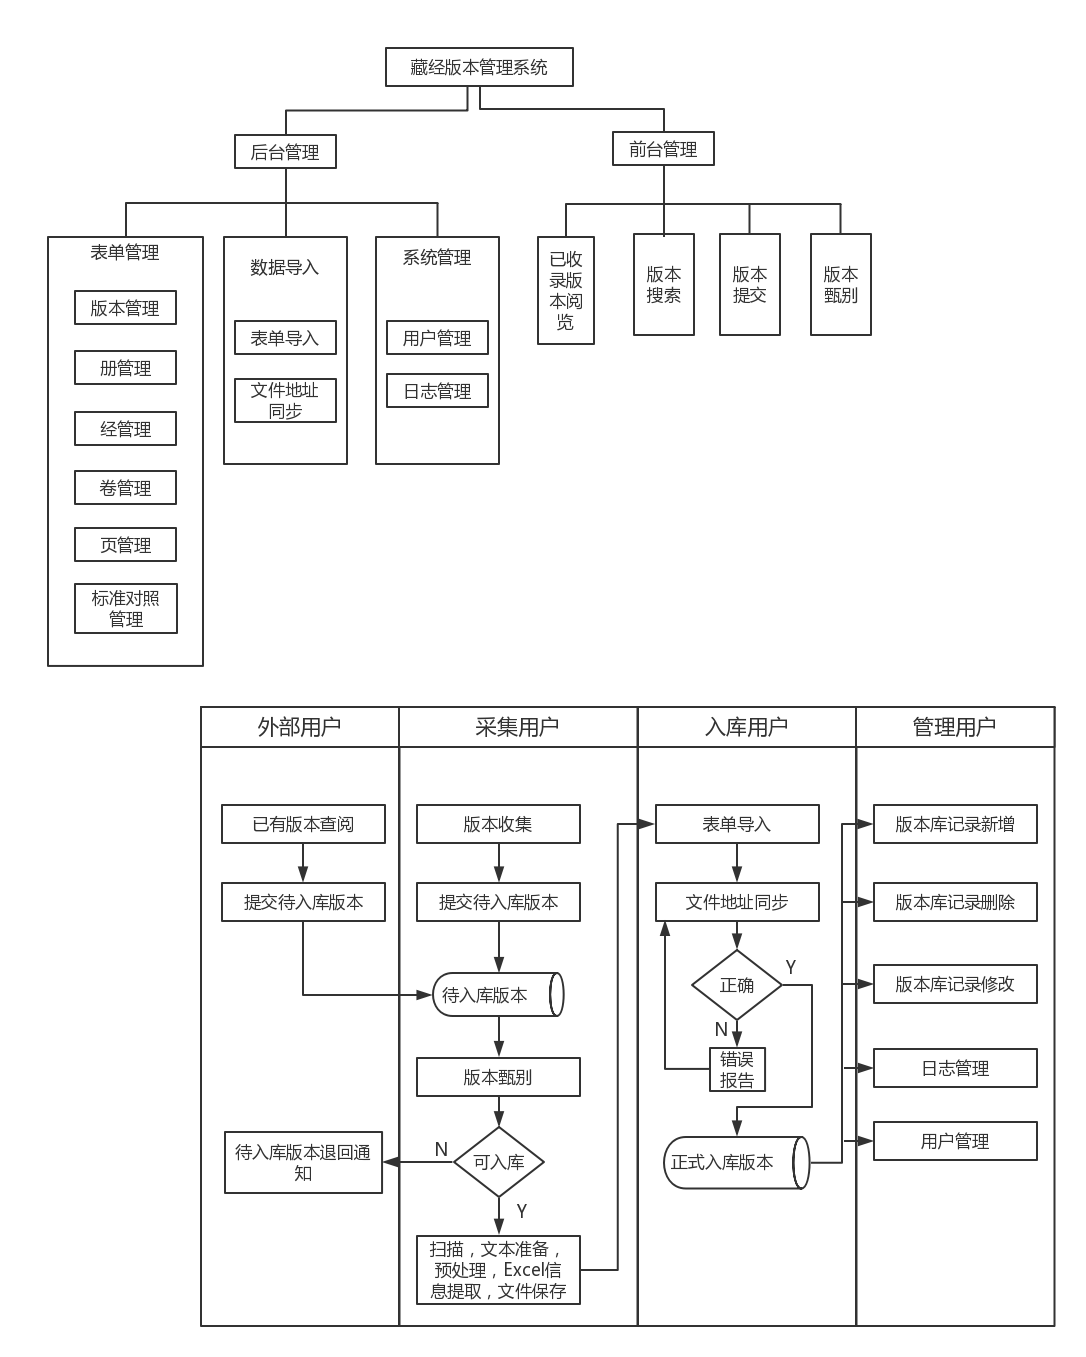 藏经版本管理系统
后台管理
前台管理
表单管理
版本管理
册管理
经管理
卷管理
页管理
标准对照
管理
数据导入
表单导入
文件地址
同步
系统管理
用户管理
日志管理
已收
录版
本阅
览
版本
搜索
版本
提交
版本
甄别
外部用户
采集用户
入库用户
管理用户
已有版本查阅
提交待入库版本
待入库版本退回通
知
版本收集
提交待入库版本
待入库版本
版本甄别
可入库
N
Y
扫描，文本准备，
预处理，Excel信
息提取，文件保存
表单导入
文件地址同步
正确
Y
N
错误
报告
正式入库版本
版本库记录新增
版本库记录删除
版本库记录修改
日志管理
用户管理